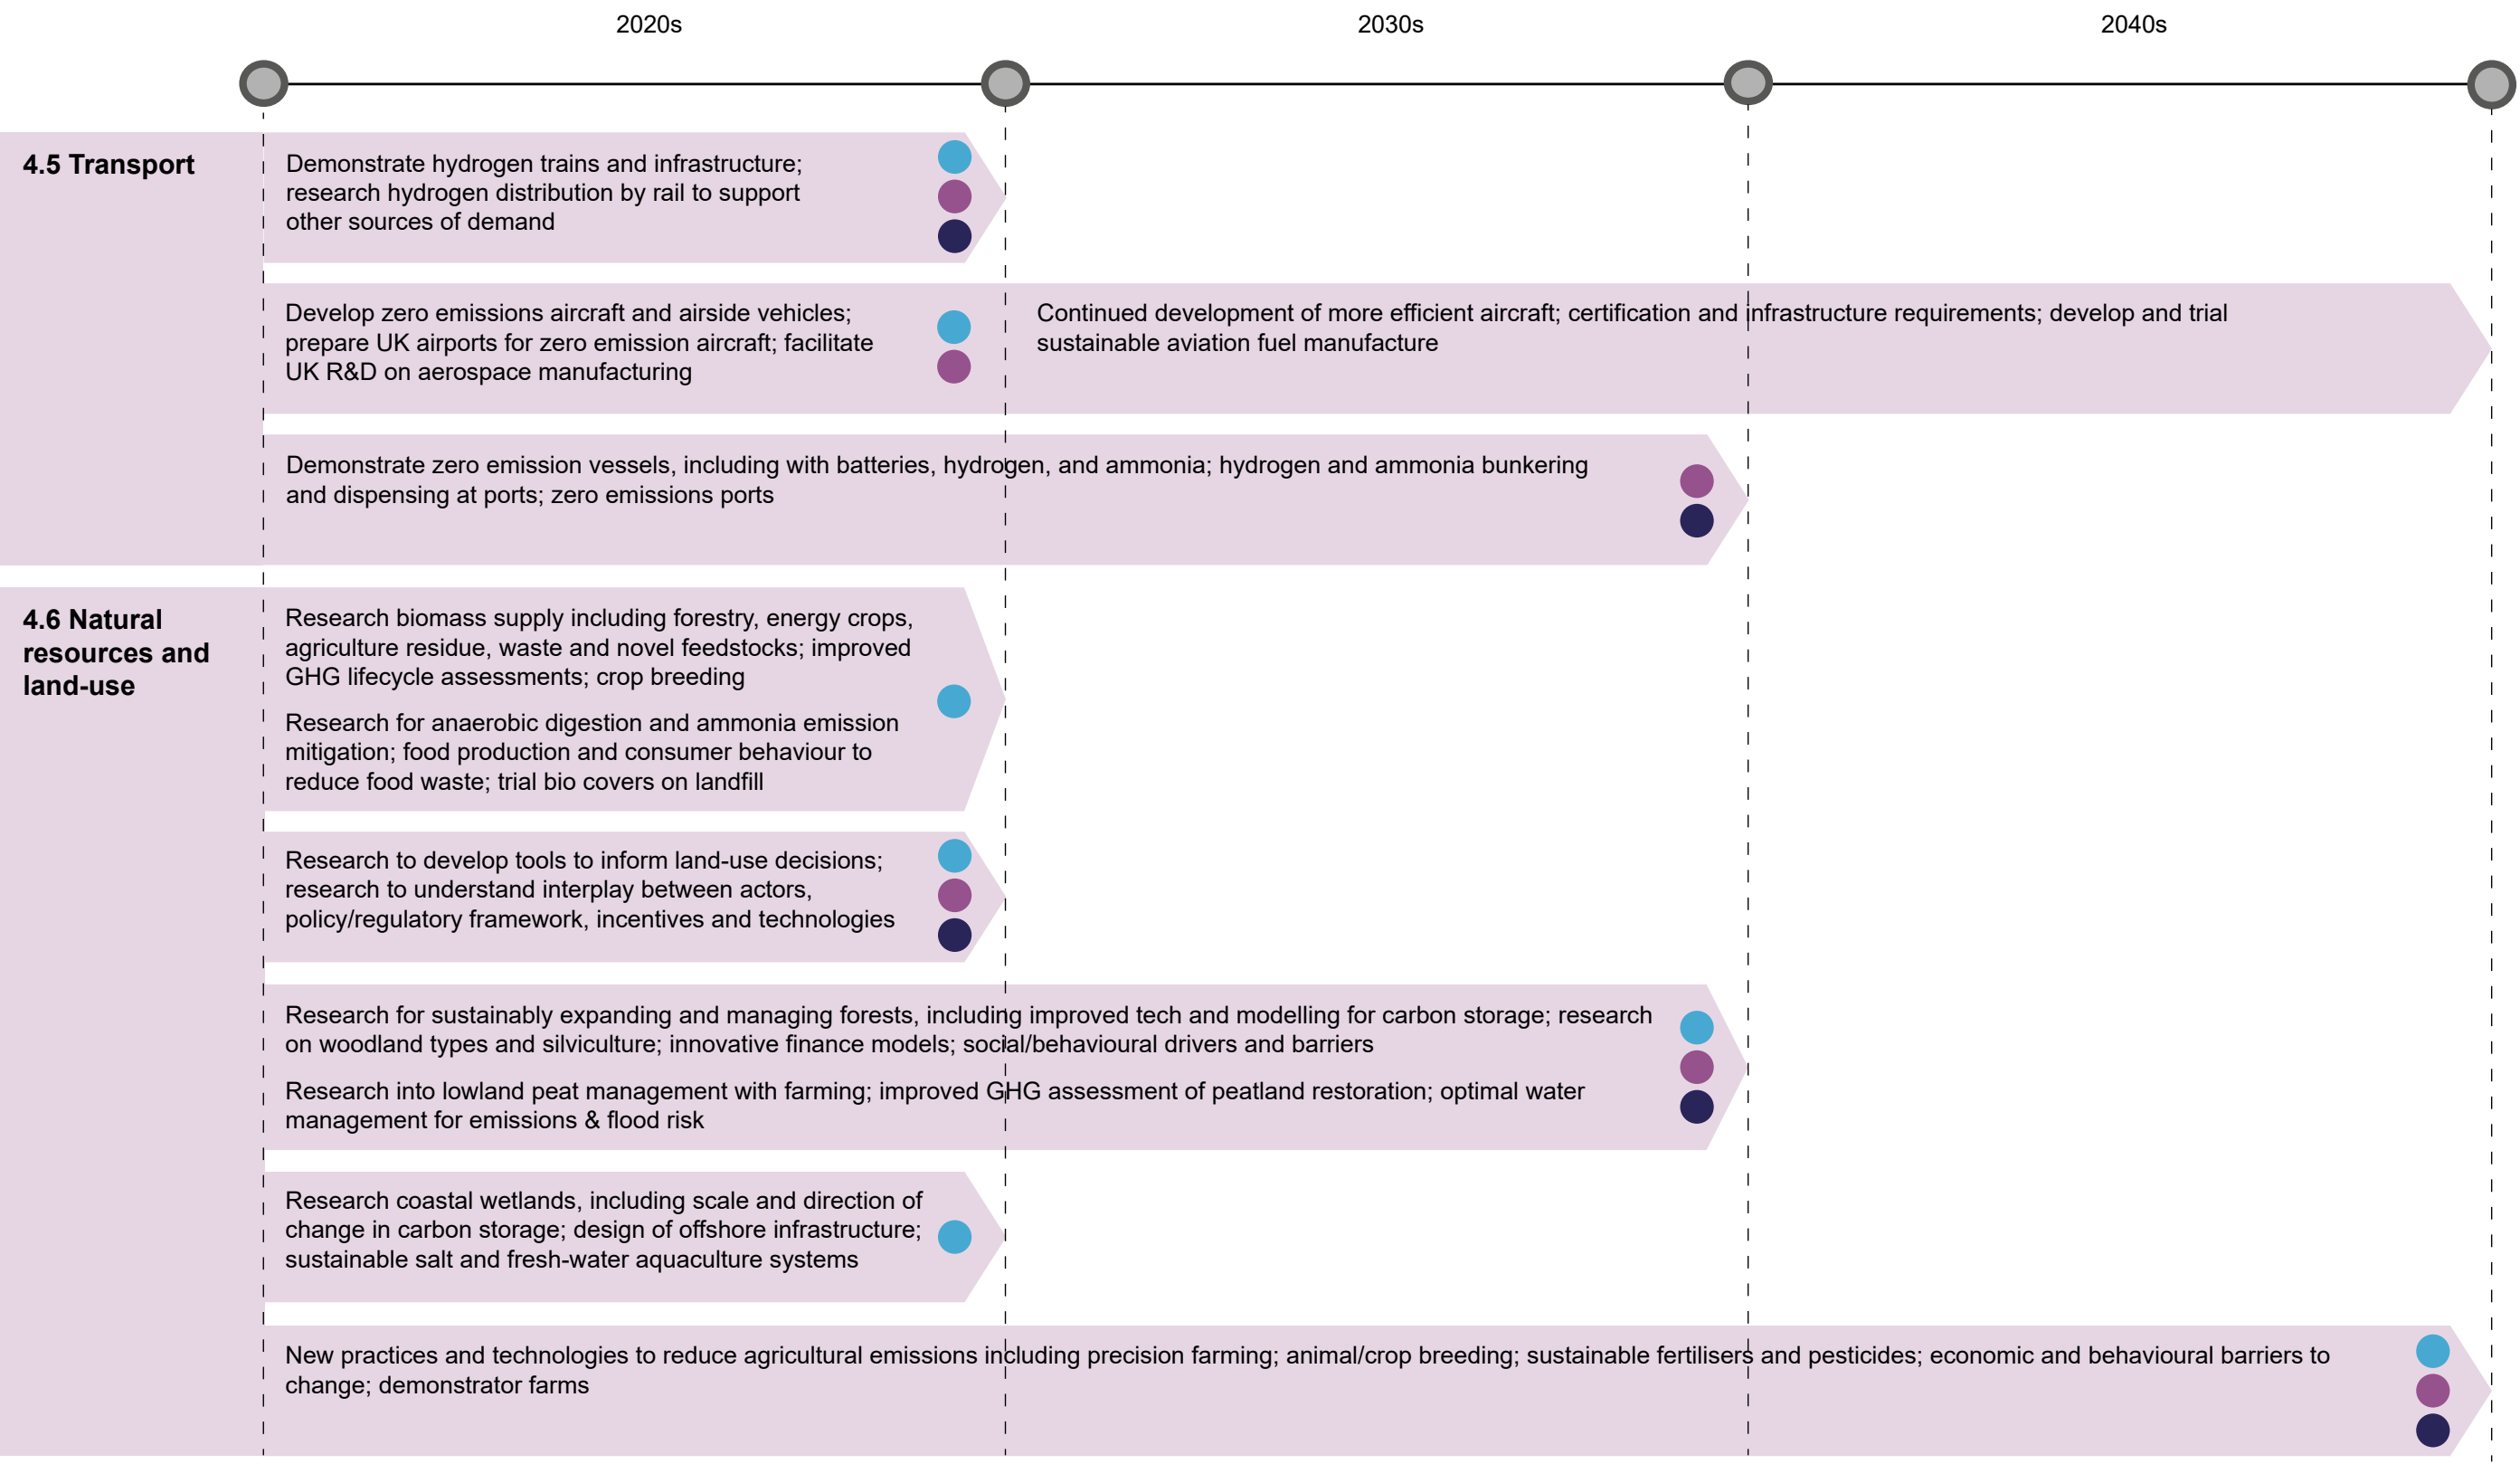 2020s
2030s
2040s
4.5 Transport
Demonstrate hydrogen trains and infrastructure;
research hydrogen distribution by rail to support
other sources of demand
Develop zero emissions aircraft and airside vehicles;
prepare UK airports for zero emission aircraft; facilitate
UK R&D on aerospace manufacturing
Continued development of more efficient aircraft; certification and infrastructure requirements; develop and trial
sustainable aviation fuel manufacture
Demonstrate zero emission vessels, including with batteries, hydrogen, and ammonia; hydrogen and ammonia bunkering
and dispensing at ports; zero emissions ports
4.6 Natural
resources and
land-use
Research biomass supply including forestry, energy crops,
agriculture residue, waste and novel feedstocks; improved
GHG lifecycle assessments; crop breeding
Research for anaerobic digestion and ammonia emission
mitigation; food production and consumer behaviour to
reduce food waste; trial bio covers on landfill
Research to develop tools to inform land-use decisions;
research to understand interplay between actors,
policy/regulatory framework, incentives and technologies
Research for sustainably expanding and managing forests, including improved tech and modelling for carbon storage; research
on woodland types and silviculture; innovative finance models; social/behavioural drivers and barriers
Research into lowland peat management with farming; improved GHG assessment of peatland restoration; optimal water
management for emissions & flood risk
Research coastal wetlands, including scale and direction of
change in carbon storage; design of offshore infrastructure;
sustainable salt and fresh-water aquaculture systems
New practices and technologies to reduce agricultural emissions including precision farming; animal/crop breeding; sustainable fertilisers and pesticides; economic and behavioural barriers to
change; demonstrator farms